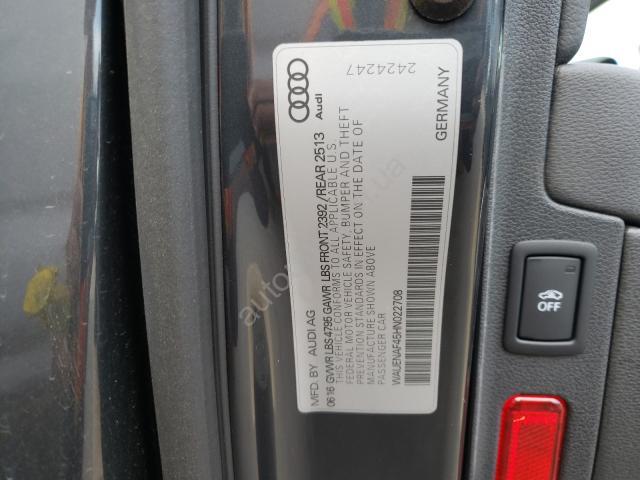 MFD. BY AUDI AG
0616 GVWR LBS 4795 GAWR LBS FRONT 2392 / REAR 2513
THIS VEHICLE CONFORMS TO ALL APPLICABLE U.S.
FEDERAL MOTOR VEHICLE SAFETY, BUMPER AND THEFT
PREVENTION STANDARDS IN EFFECT ON THE DATE OF
MANUFACTURE SHOWN ABOVE
PASSENGER CAR
WAUENAF45HN022708
GERMANY
Audi
2424247
OFF